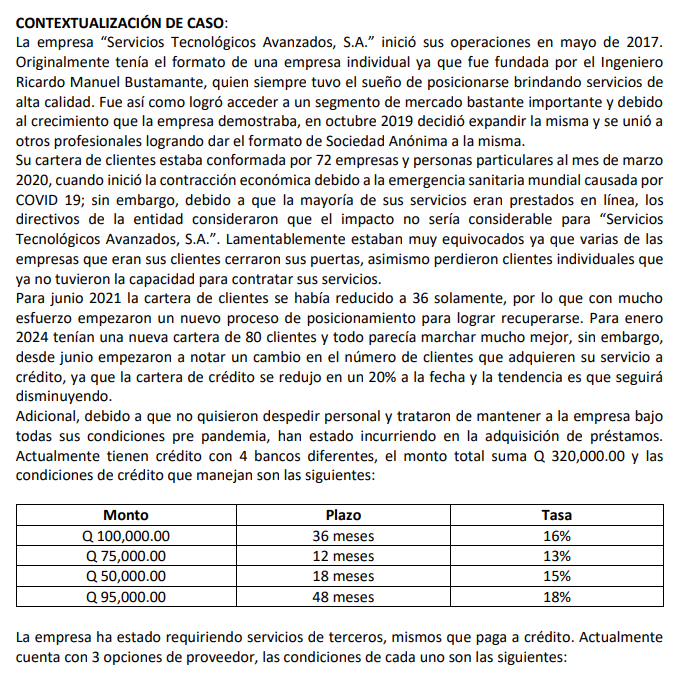 CONTEXTUALIZACIÓN DE CASO:
La empresa “Servicios Tecnológicos Avanzados, S.A.” inició sus operaciones en mayo de 2017.
Originalmente tenía el formato de una empresa individual ya que fue fundada por el Ingeniero
Ricardo Manuel Bustamante, quien siempre tuvo el sueño de posicionarse brindando servicios de
alta calidad. Fue así como logró acceder a un segmento de mercado bastante importante y debido
al crecimiento que la empresa demostraba, en octubre 2019 decidió expandir la misma y se unió a
otros profesionales logrando dar el formato de Sociedad Anónima a la misma.
Su cartera de clientes estaba conformada por 72 empresas y personas particulares al mes de marzo
2020, cuando inició la contracción económica debido a la emergencia sanitaria mundial causada por
COVID 19; sin embargo, debido a que la mayoría de sus servicios eran prestados en línea, los
directivos de la entidad consideraron que el impacto no sería considerable para “Servicios
Tecnológicos Avanzados, S.A.”. Lamentablemente estaban muy equivocados ya que varias de las
empresas que eran sus clientes cerraron sus puertas, asimismo perdieron clientes individuales que
ya no tuvieron la capacidad para contratar sus servicios.
Para junio 2021 la cartera de clientes se había reducido a 36 solamente, por lo que con mucho
esfuerzo empezaron un nuevo proceso de posicionamiento para lograr recuperarse. Para enero
2024 tenían una nueva cartera de 80 clientes y todo parecía marchar mucho mejor, sin embargo,
desde junio empezaron a notar un cambio en el número de clientes que adquieren su servicio a
crédito, ya que la cartera de crédito se redujo en un 20% a la fecha y la tendencia es que seguirá
disminuyendo.
Adicional, debido a que no quisieron despedir personal y trataron de mantener a la empresa bajo
todas sus condiciones pre pandemia, han estado incurriendo en la adquisición de préstamos.
Actualmente tienen crédito con 4 bancos diferentes, el monto total suma Q 320,000.00 y las
condiciones de crédito que manejan son las siguientes:
Monto Plazo Tasa
Q 100,000.00 36 meses 16%
Q 75,000.00 12 meses 13%
Q 50,000.00 18 meses 15%
Q 95,000.00 48 meses 18%
La empresa ha estado requiriendo servicios de terceros, mismos que paga a crédito. Actualmente
cuenta con 3 opciones de proveedor, las condiciones de cada uno son las siguientes: